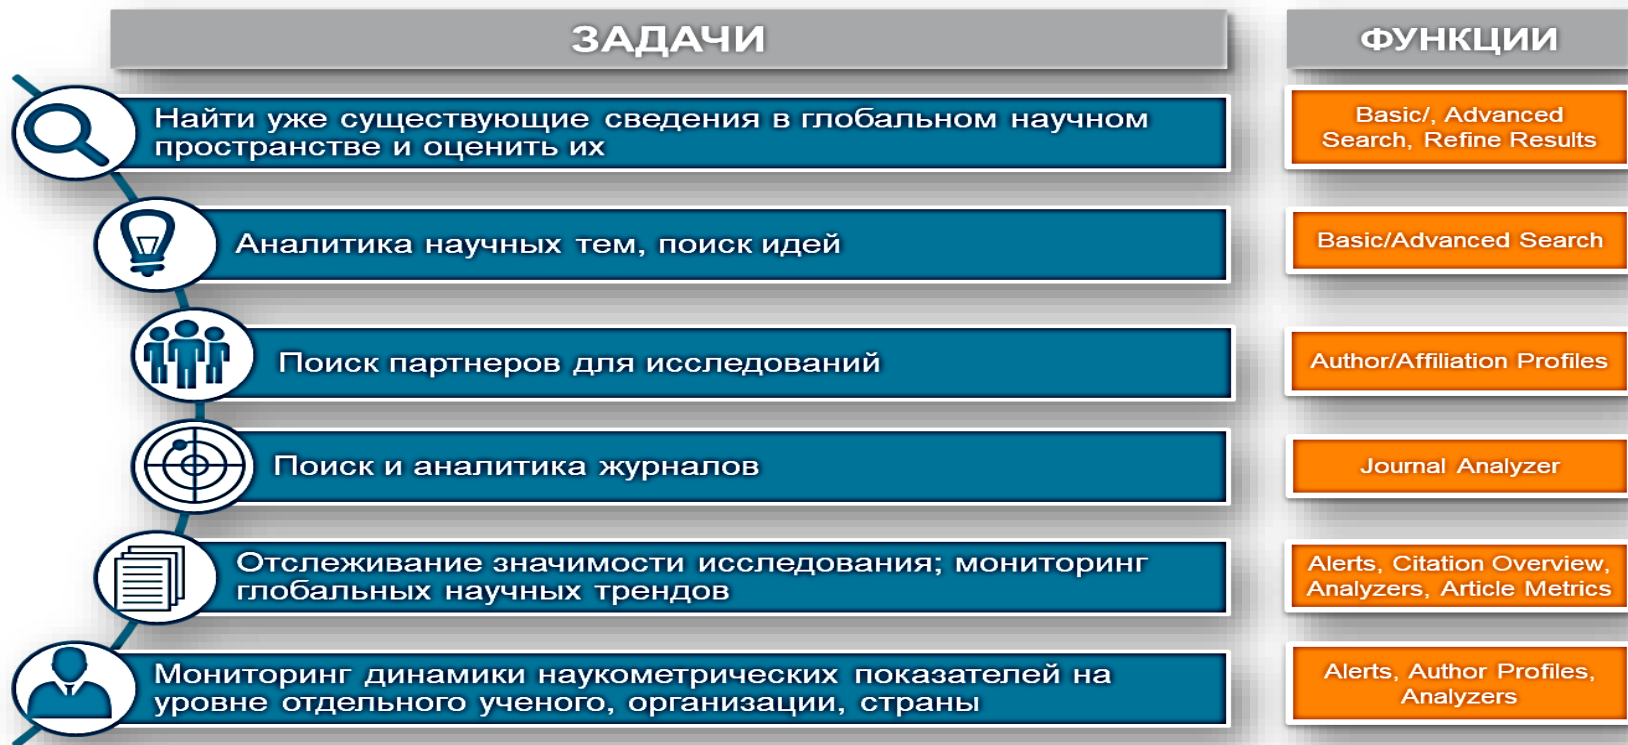 ЗАДАЧИ
ФУНКЦИИ
Найти уже существующие сведения в глобальном научном
пространстве и оценить их
Basic/, Advanced
Search, Refine Results
Аналитика научных тем, поиск идей
Basic/Advanced Search
Поиск партнеров для исследований
Author/Affiliation Profiles
Поиск и аналитика журналов
Journal Analyzer
Отслеживание значимости исследования; мониторинг
глобальных научных трендов
Alerts, Citation Overview,
Analyzers, Article Metrics
Мониторинг динамики наукометрических показателей на
уровне отдельного ученого, организации, страны
Alerts, Author Profiles,
Analyzers